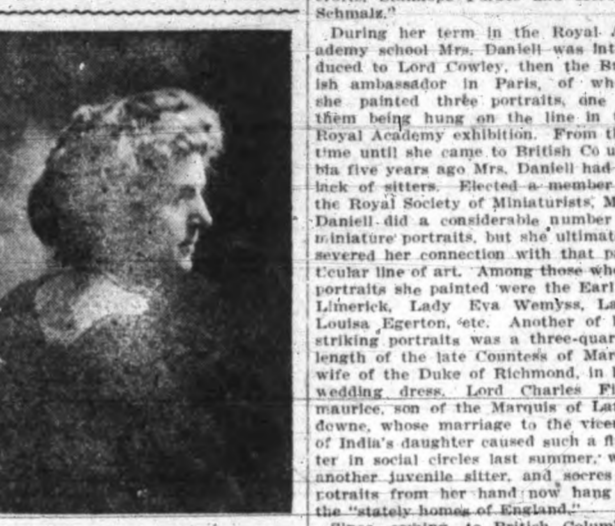 Schmalz."
During her term in the Royal
ademy school Mrs. Daniell was int
duced to Lord Cowley, then the B
ish ambassador in Paris, of wh
she painted three portraits, one
them being hung on the line in
Royal Academy exhibition. From t
time until she came to British Co u
bia five years ago Mrs. Daniell had
lack of sitters. Elected a member
the Royal Society of Miniaturists, M
Daniell did a considerable number
miniature portraits, but she ultimat
severed her connection with that p
ticular line of art. Among those wh
portraits she painted were the Earl
Limerick, Lady Eva Wemyss, La
Louisa Egerton, etc. Another of
striking portraits was a three-quar
length of the late Countess of Mar
wife of the Duke of Richmond, in
wedding dress. Lord Charles Fi
maurice, son of the Marquis of La
downe, whose marriage to the vice
of India's daughter caused such a fl
ter in social circles last summer, w
another juvenile sitter, and socres
potraits from her hand now hang
the "stately homes of England."